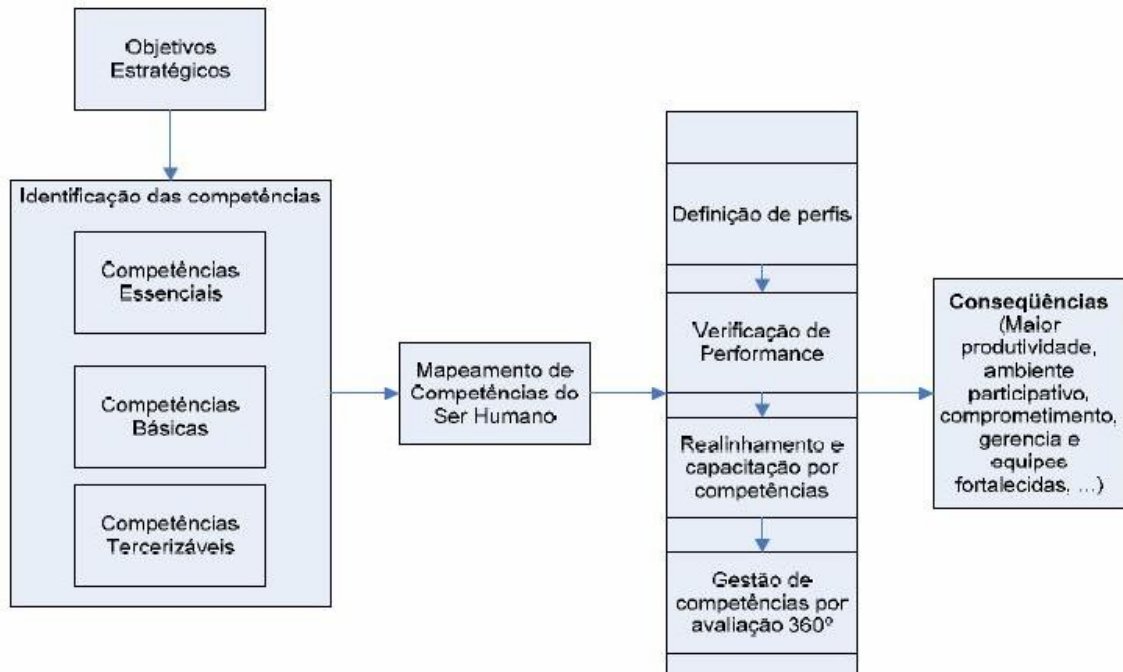 Objetivos
Estratégicos
Identificação das competências
Competências
Essenciais
Competências
Básicas
Competências
Tercerizáveis
Mapeamento de
Competências do
Ser Humano
Definição de perfis
Verificação de
Performance
Realinhamento e
capacitação por
competências
Gestão de
competências por
avaliação 360º
Conseqüências
(Maior
produtividade,
ambiente
participativo,
comprometimento,
gerencia e
equipes
fortalecidas, ...)